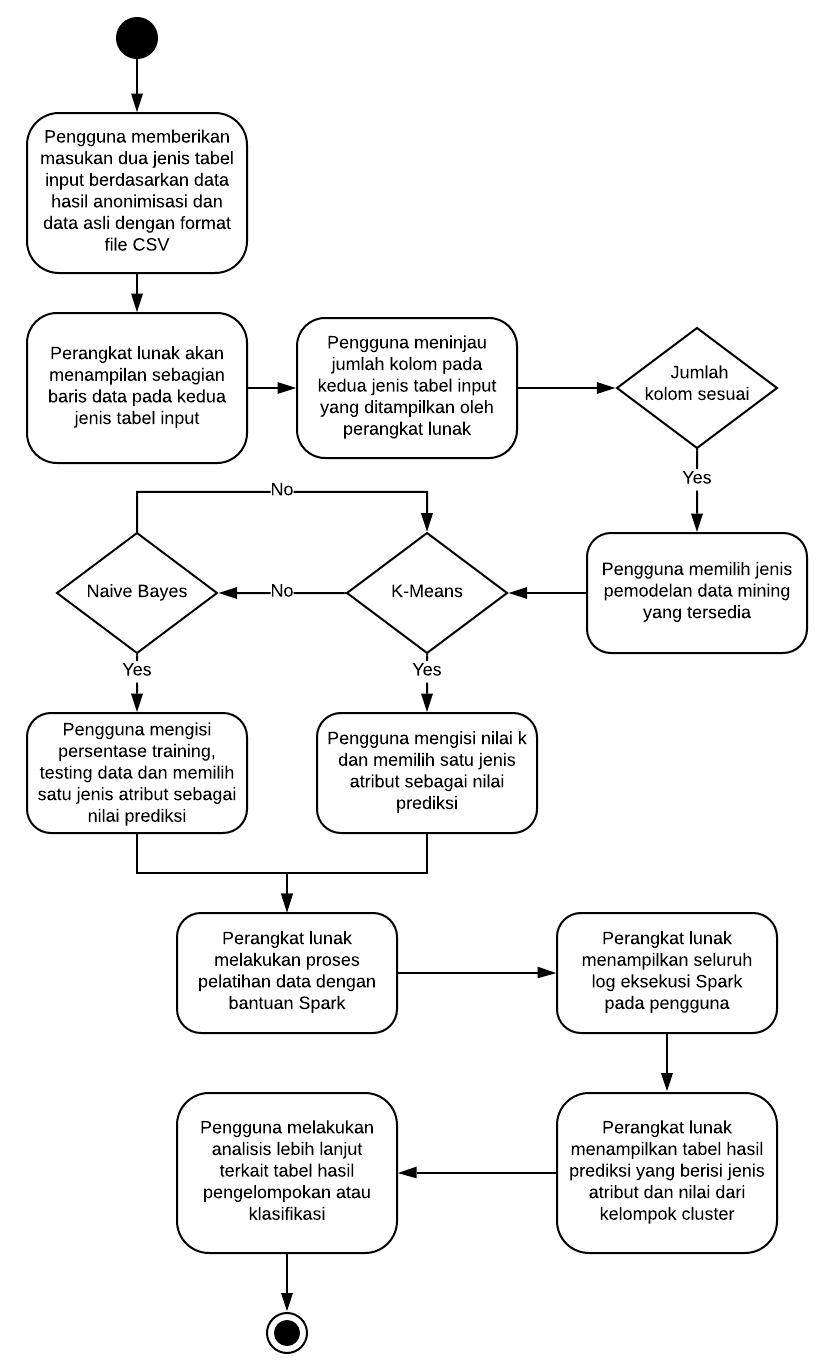 Pengguna memberikan
masukan dua jenis tabel
input berdasarkan data
hasil anonimisasi dan
data asli dengan format
file CSV
Perangkat lunak akan
menampilan sebagian
baris data pada kedua
jenis tabel input
Pengguna meninjau
jumlah kolom pada
kedua jenis tabel input
yang ditampilkan oleh
perangkat lunak
Jumlah
kolom sesuai
Yes
Pengguna memilih jenis
pemodelan data mining
yang tersedia
K-Means
No
Naive Bayes
No
Yes
Yes
Pengguna mengisi
persentase training,
testing data dan memilih
satu jenis atribut sebagai
nilai prediksi
Pengguna mengisi nilai k
dan memilih satu jenis
atribut sebagai nilai
prediksi
Perangkat lunak
melakukan proses
pelatihan data dengan
bantuan Spark
Perangkat lunak
menampilkan seluruh
log eksekusi Spark
pada pengguna
Perangkat lunak
menampilkan tabel hasil
prediksi yang berisi jenis
atribut dan nilai dari
kelompok cluster
Pengguna melakukan
analisis lebih lanjut
terkait tabel hasil
pengelompokan atau
klasifikasi